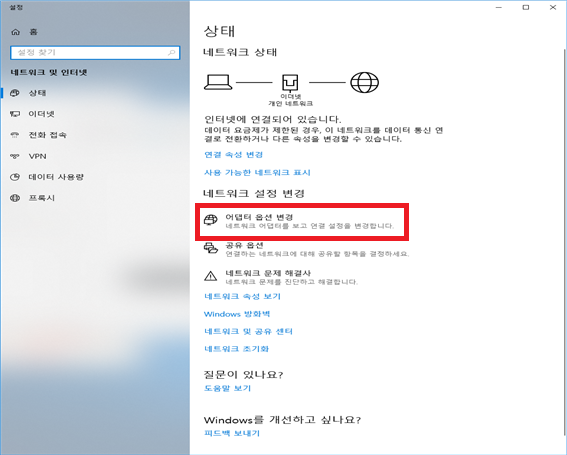 설정
홈
설정 찾기
네트워크 및 인터넷
상태
이더넷
전화 접속
VPN
데이터 사용량
프록시
상태
네트워크 상태
이더넷
개인 네트워크
인터넷에 연결되어 있습니다.
데이터 요금제가 제한된 경우, 이 네트워크를 데이터 통신 연
결로 전환하거나 다른 속성을 변경할 수 있습니다.
연결 속성 변경
사용 가능한 네트워크 표시
네트워크 설정 변경
어댑터 옵션 변경
네트워크 어댑터를 보고 연결 설정을 변경합니다.
공유 옵션
연결하는 네트워크에 대해 공유할 항목을 결정하세요.
네트워크 문제 해결사
네트워크 문제를 진단하고 해결합니다.
네트워크 속성 보기
Windows 방화벽
네트워크 및 공유 센터
네트워크 초기화
질문이 있나요?
도움말 보기
Windows를 개선하고 싶나요?
피드백 보내기